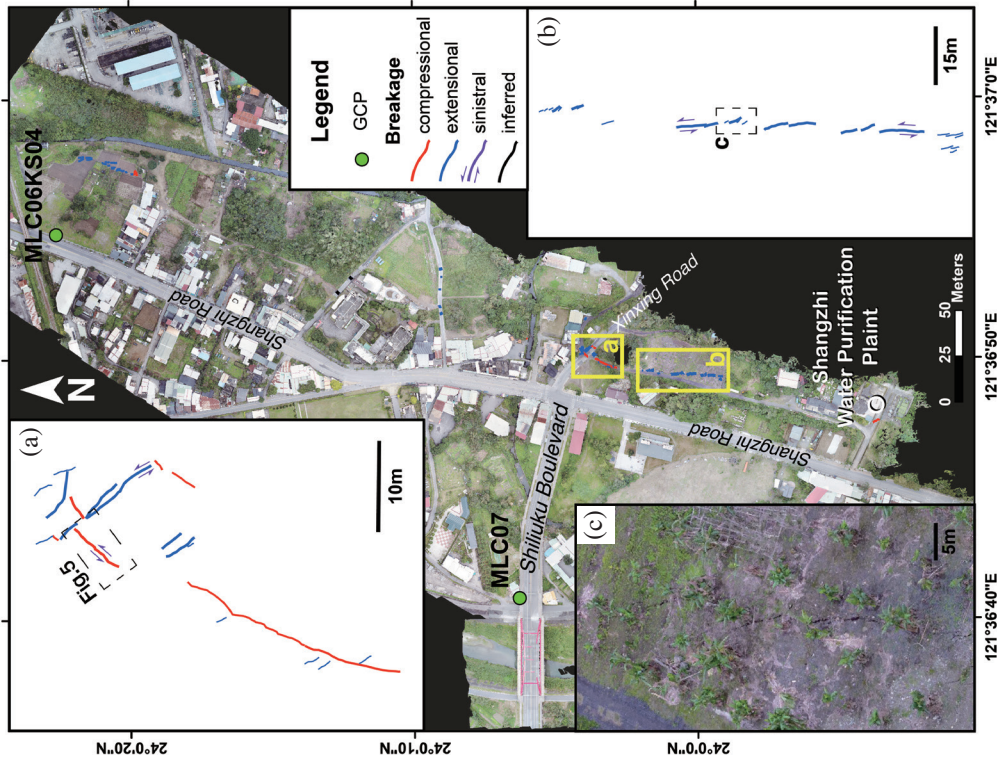 (a)
Fig.5
10m
MLC06KS04
Shangzhi Road
N
Legend
GCP
Breakage
compressional
extensional
sinistral
inferred
(b)
c
15m
MLC07
Shiliuku Boulevard
Xinxing Road
a
b
Shangzhi Road
Shangzhi
Water Purification
Plaint
0 25 50
Meters
(c)
5m
24°0'20"N
24°0'10"N
24°0'0"N
121°36'40"E
121°36'50"E
121°37'0"E